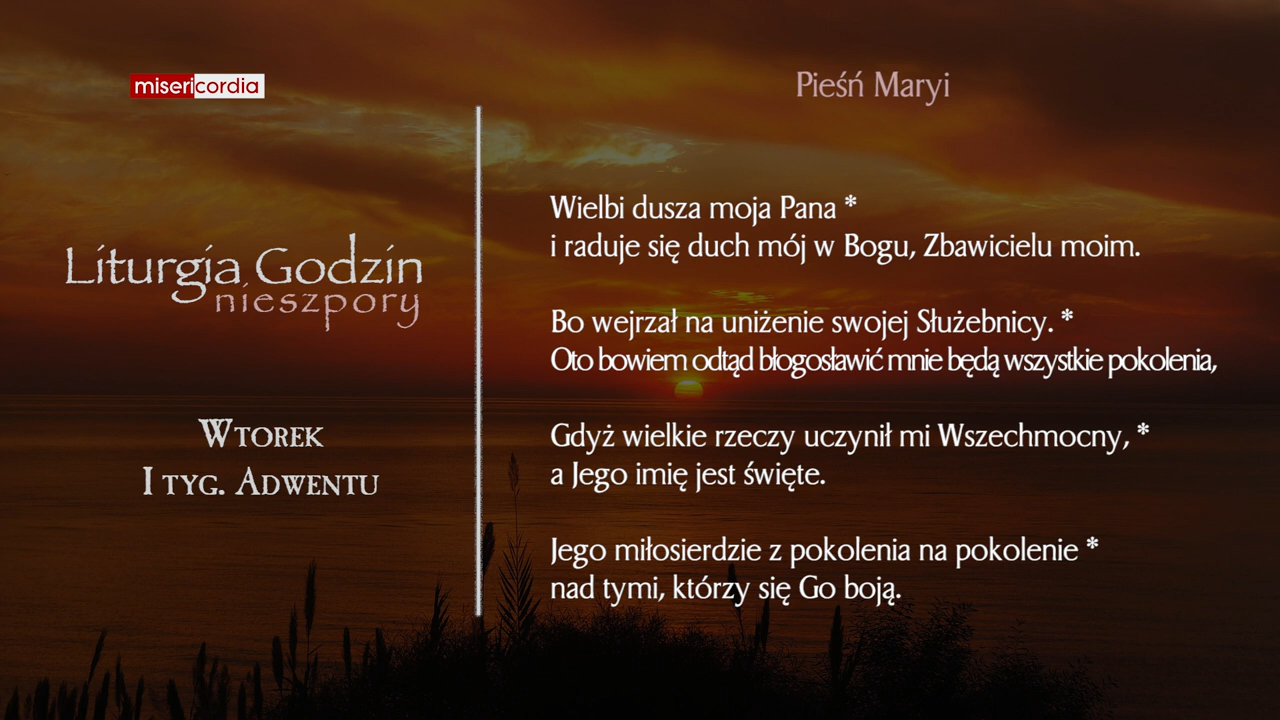 misericordia
Liturgia Godzin
nieszpory
Wtorek
I tyg. Adwentu
Pieśń Maryi
Wielbi dusza moja Pana *
i raduje się duch mój w Bogu, Zbawicielu moim.
Bo wejrzał na uniżenie swojej Służebnicy. *
Oto bowiem odtąd błogosławić mnie będą wszystkie pokolenia,
Gdyż wielkie rzeczy uczynił mi Wszechmocny, *
a Jego imię jest święte.
Jego miłosierdzie z pokolenia na pokolenie *
nad tymi, którzy się Go boją.